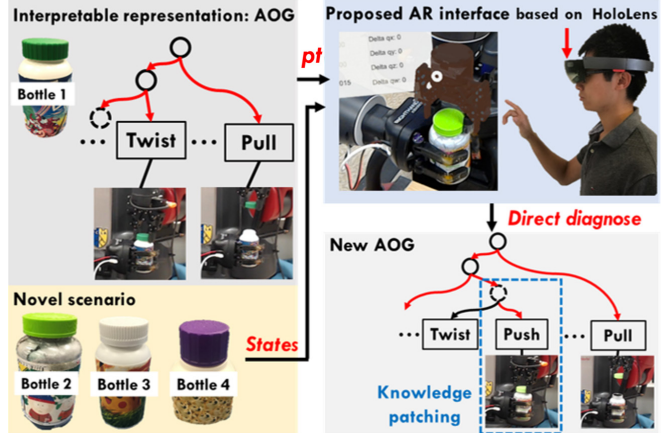 Interpretable representation: AOG
Bottle 1
... Twist ... Pull
Novel scenario
Bottle 2 Bottle 3 Bottle 4
pt
States
Proposed AR interface based on HoloLens
Delta qx: 0
Delta qy: 0
Delta qz: 0
015 Delta qw: 0
Direct diagnose
New AOG
... Twist Push ... Pull
Knowledge
patching